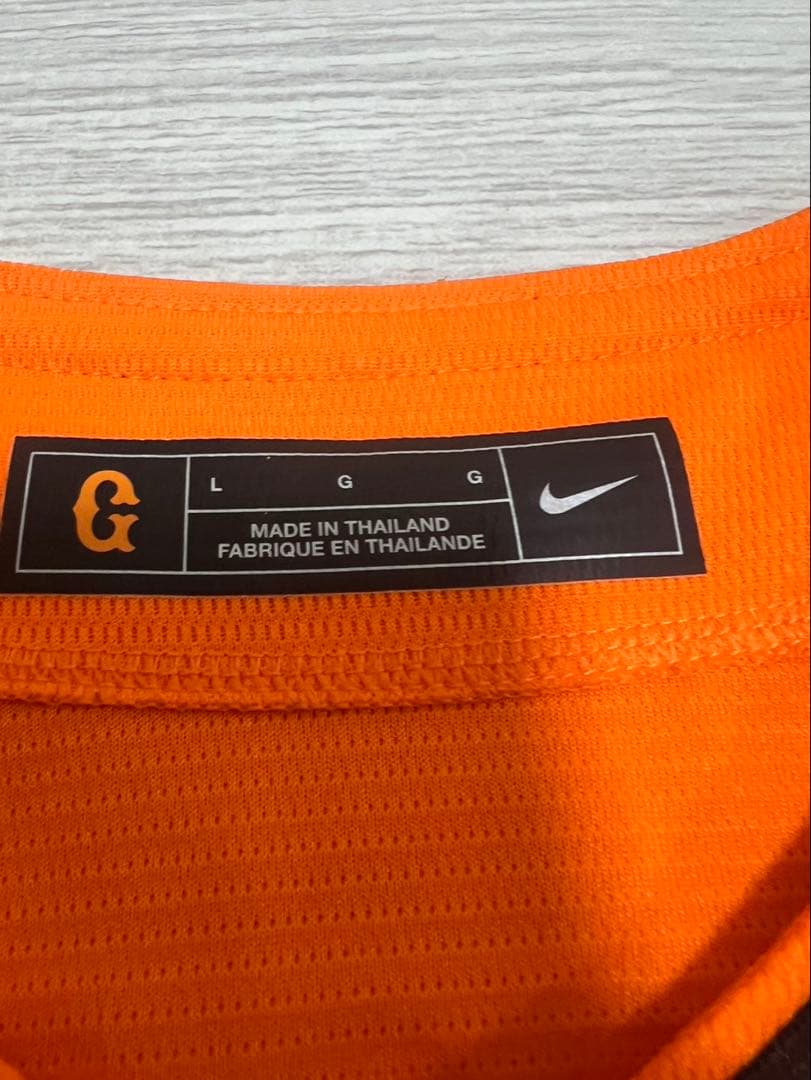 G
L G G
MADE IN THAILAND
FABRIQUE EN THAILANDE